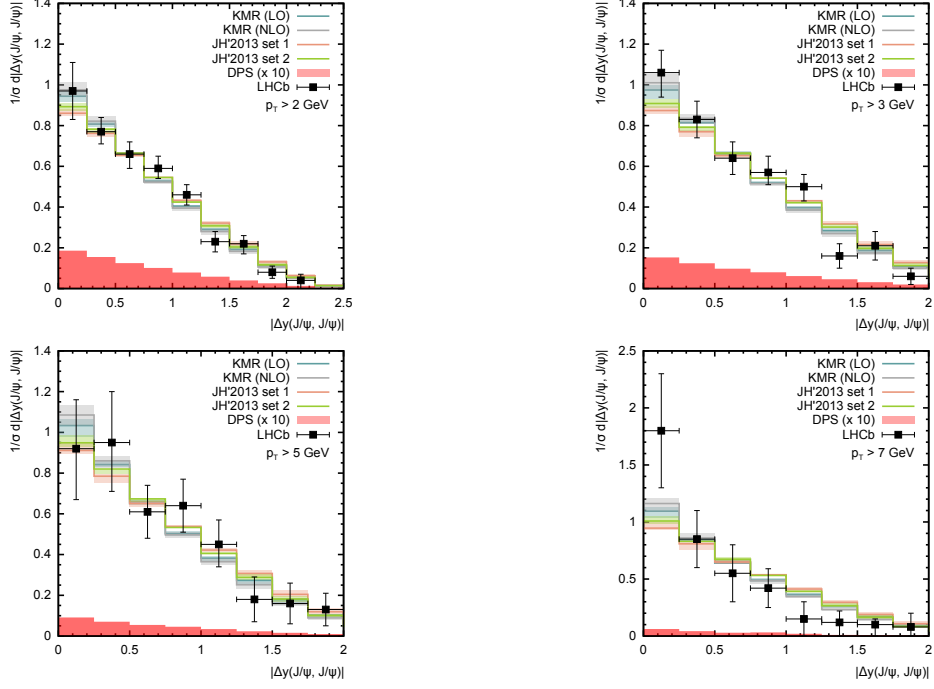 1/σ d|Δy(J/ψ, J/ψ)|
1.4
1.2
1
0.8
0.6
0.4
0.2
0
KMR (LO)
KMR (NLO)
JH'2013 set 1
JH'2013 set 2
DPS (x 10)
LHCb
p_T > 2 GeV
0 0.5 1 1.5 2 2.5
|Δy(J/ψ, J/ψ)|
1/σ d|Δy(J/ψ, J/ψ)|
1.4
1.2
1
0.8
0.6
0.4
0.2
0
KMR (LO)
KMR (NLO)
JH'2013 set 1
JH'2013 set 2
DPS (x 10)
LHCb
p_T > 3 GeV
0 0.5 1 1.5 2
|Δy(J/ψ, J/ψ)|
1/σ d|Δy(J/ψ, J/ψ)|
1.4
1.2
1
0.8
0.6
0.4
0.2
0
KMR (LO)
KMR (NLO)
JH'2013 set 1
JH'2013 set 2
DPS (x 10)
LHCb
p_T > 5 GeV
0 0.5 1 1.5 2
|Δy(J/ψ, J/ψ)|
1/σ d|Δy(J/ψ, J/ψ)|
2.5
2
1.5
1
0.5
0
KMR (LO)
KMR (NLO)
JH'2013 set 1
JH'2013 set 2
DPS (x 10)
LHCb
p_T > 7 GeV
0 0.5 1 1.5 2
|Δy(J/ψ, J/ψ)|